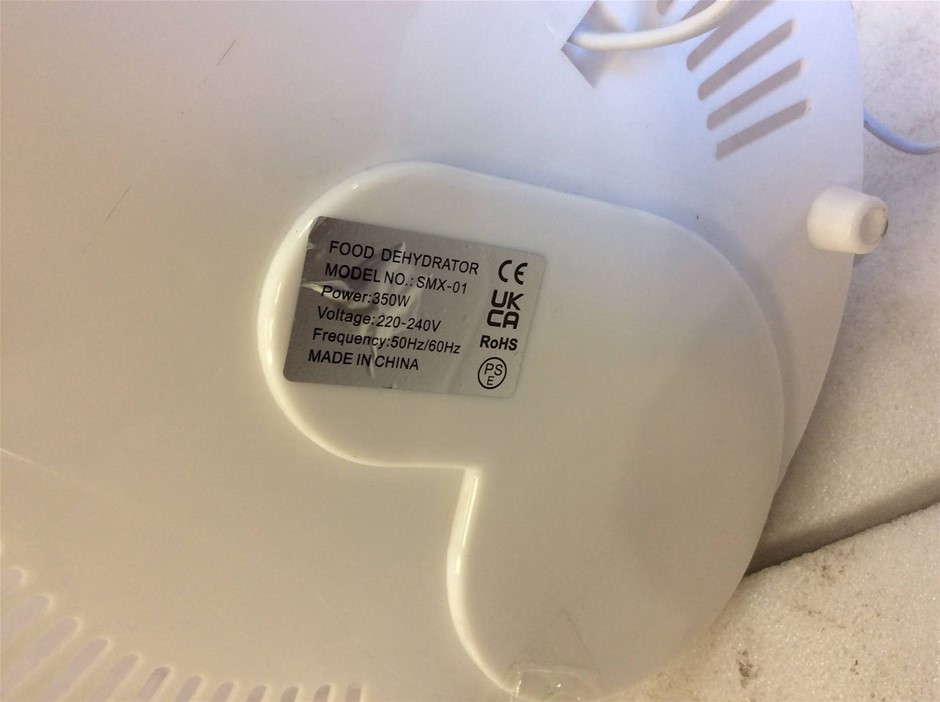 FOOD DEHYDRATOR
MODEL NO.: SMX-01
Power:350W
Voltage:220-240V
Frequency:50Hz/60Hz
MADE IN CHINA
CE
UK
CA
RoHS
PS
E